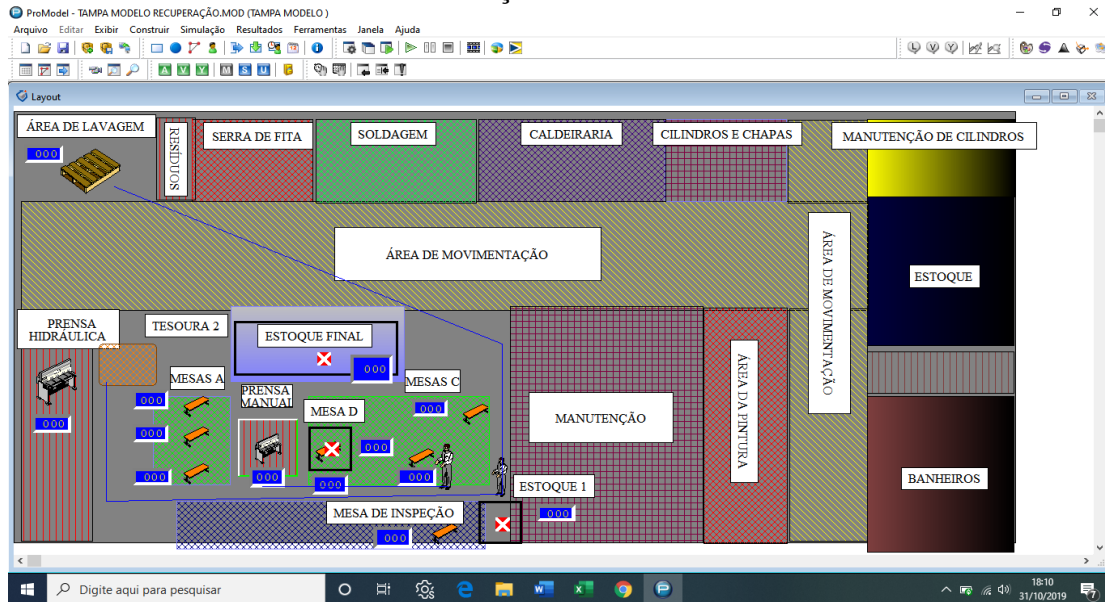 ProModel - TAMPA MODELO RECUPERAÇÃO.MOD (TAMPA MODELO )
Arquivo Editar Exibir Construir Simulação Resultados Ferramentas Janela Ajuda
Layout
ÁREA DE LAVAGEM
000
RESÍDUOS
SERRA DE FITA
SOLDAGEM
CALDEIRARIA
CILINDROS E CHAPAS
MANUTENÇÃO DE CILINDROS
ÁREA DE MOVIMENTAÇÃO
ÁREA DE MOVIMENTAÇÃO
ESTOQUE
PRENSA
HIDRÁULICA
000
TESOURA 2
ESTOQUE FINAL
000
MESAS A
000
000
000
PRENSA
MANUAL
000
MESA D
000
000
MESAS C
000
000
MANUTENÇÃO
ÁREA DA PINTURA
BANHEIROS
ESTOQUE 1
000
MESA DE INSPEÇÃO
000
Digite aqui para pesquisar
18:10
31/10/2019